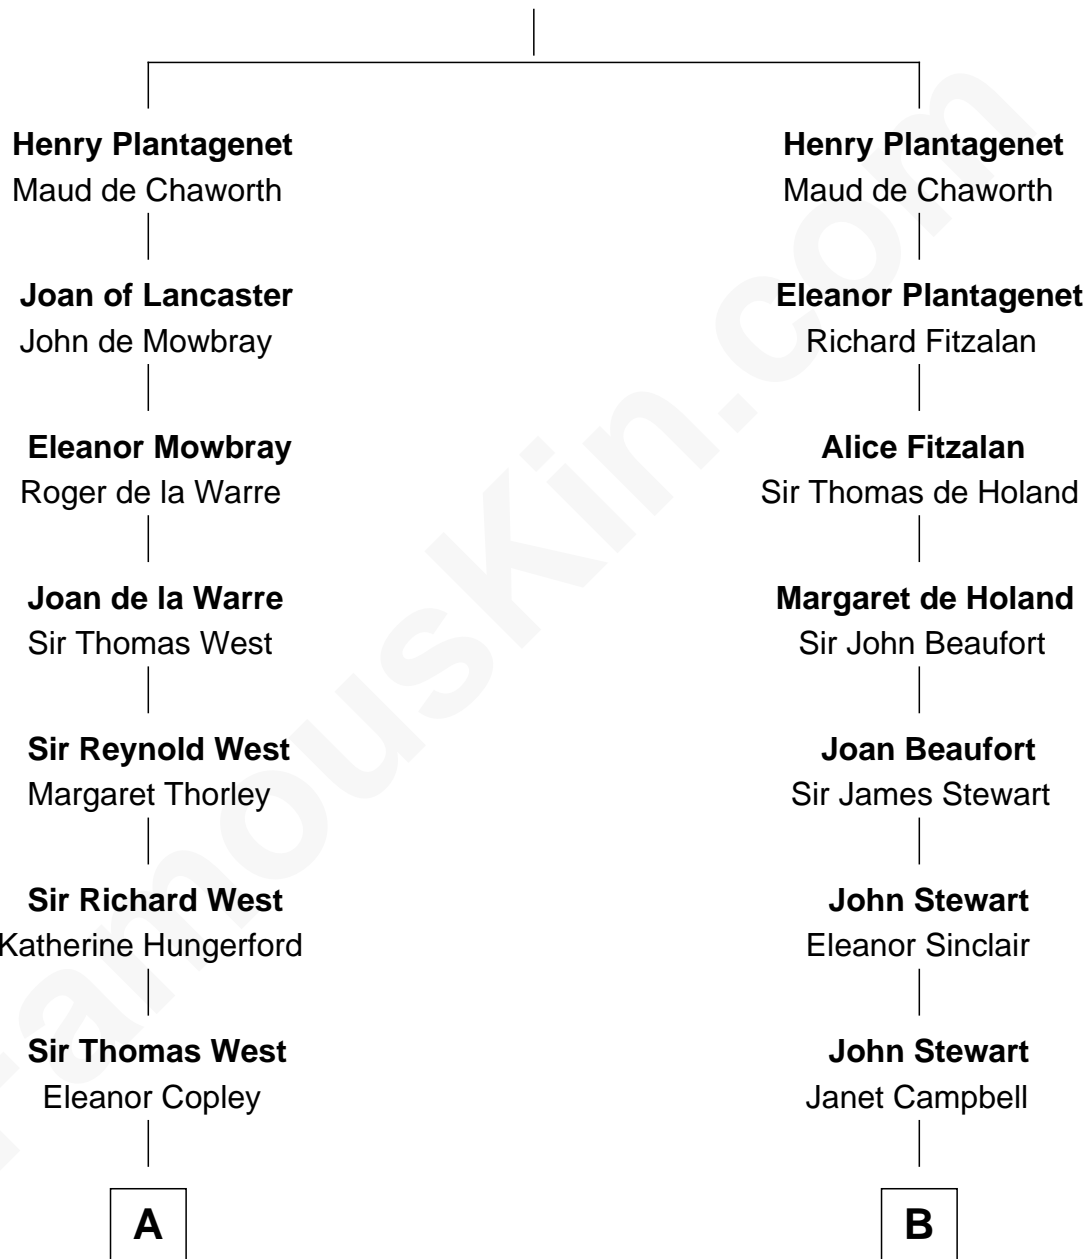 Henry Plantagenet
Maud de Chaworth
Joan of Lancaster
John de Mowbray
Eleanor Mowbray
Roger de la Warre
Joan de la Warre
Sir Thomas West
Sir Reynold West
Margaret Thorley
Sir Richard West
Katherine Hungerford
Sir Thomas West
Eleanor Copley
A
Henry Plantagenet
Maud de Chaworth
Eleanor Plantagenet
Richard Fitzalan
Alice Fitzalan
Sir Thomas de Holand
Margaret de Holand
Sir John Beaufort
Joan Beaufort
Sir James Stewart
John Stewart
Eleanor Sinclair
John Stewart
Janet Campbell
B
FamousKin.com